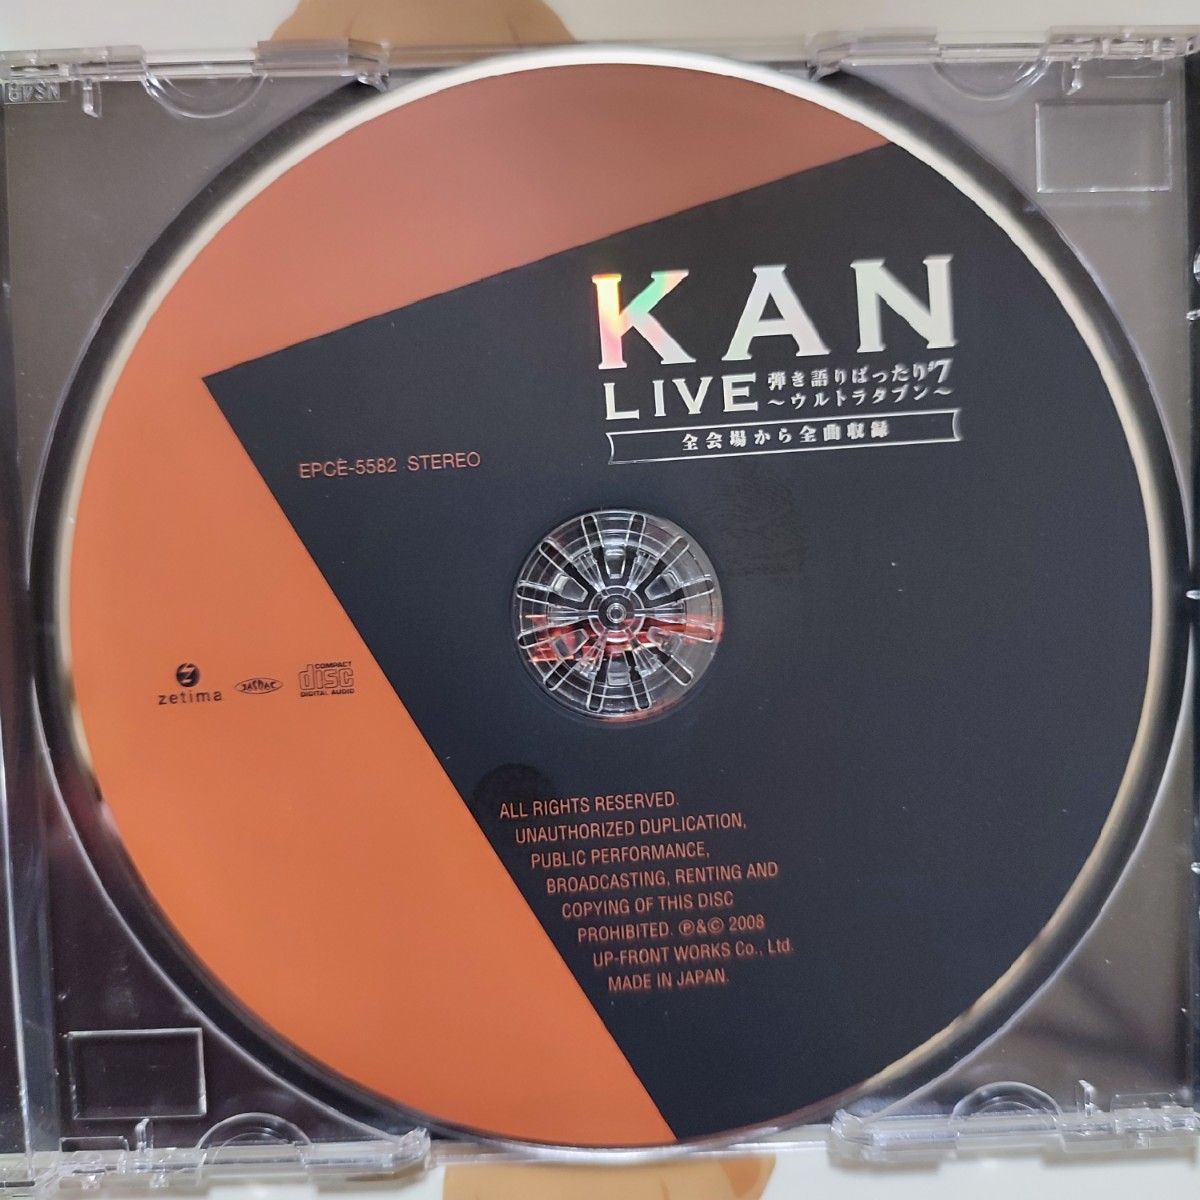 KAN
LIVE 弾き語りばったり#7
～ウルトラタブン～
全会場から全曲収録
EPCE-5582 STEREO
zetima
JASRAC
COMPACT
disc
DIGITAL AUDIO
ALL RIGHTS RESERVED.
UNAUTHORIZED DUPLICATION,
PUBLIC PERFORMANCE,
BROADCASTING, RENTING AND
COPYING OF THIS DISC
PROHIBITED. ℗&© 2008
UP-FRONT WORKS Co., Ltd.
MADE IN JAPAN.